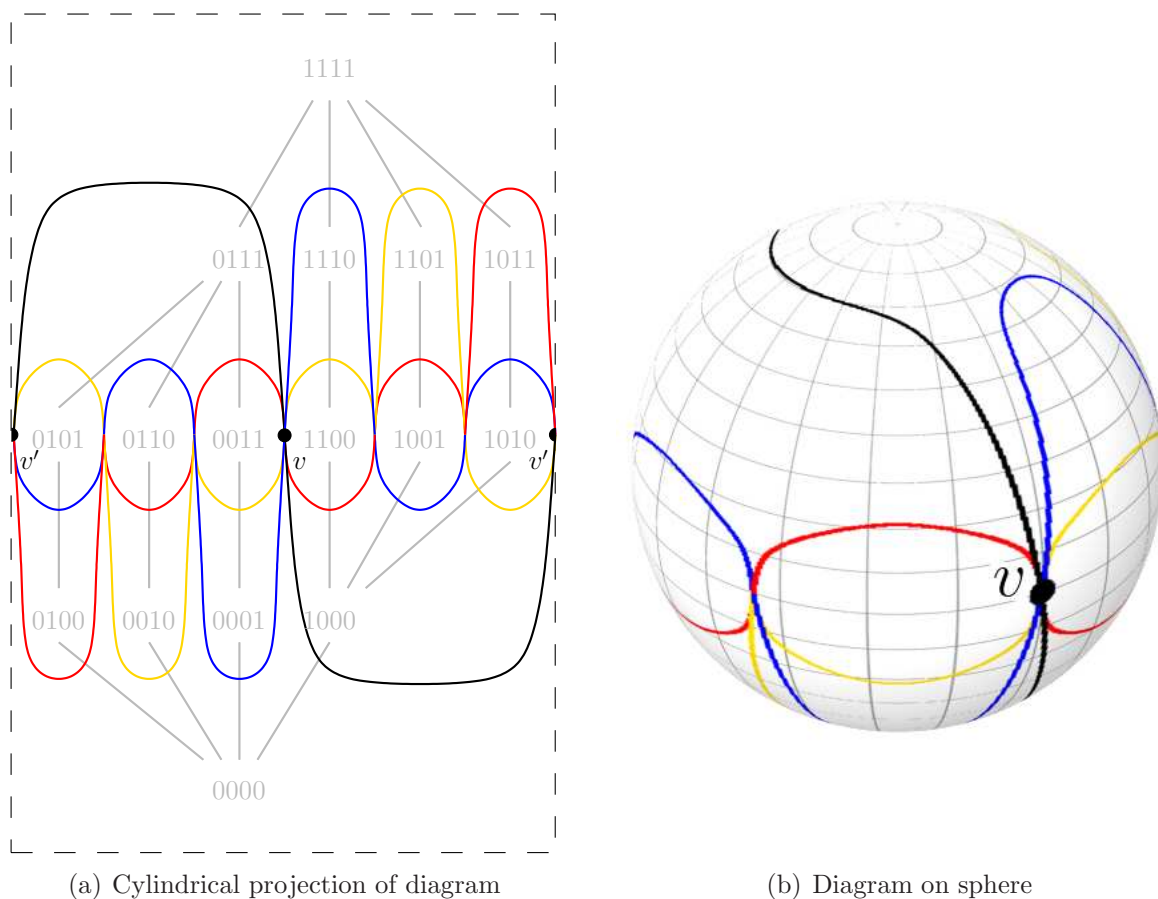 1111
0111 1110 1101 1011
0101 0110 0011 1100 1001 1010
v′ v v′
0100 0010 0001 1000
0000
v
(a) Cylindrical projection of diagram
(b) Diagram on sphere